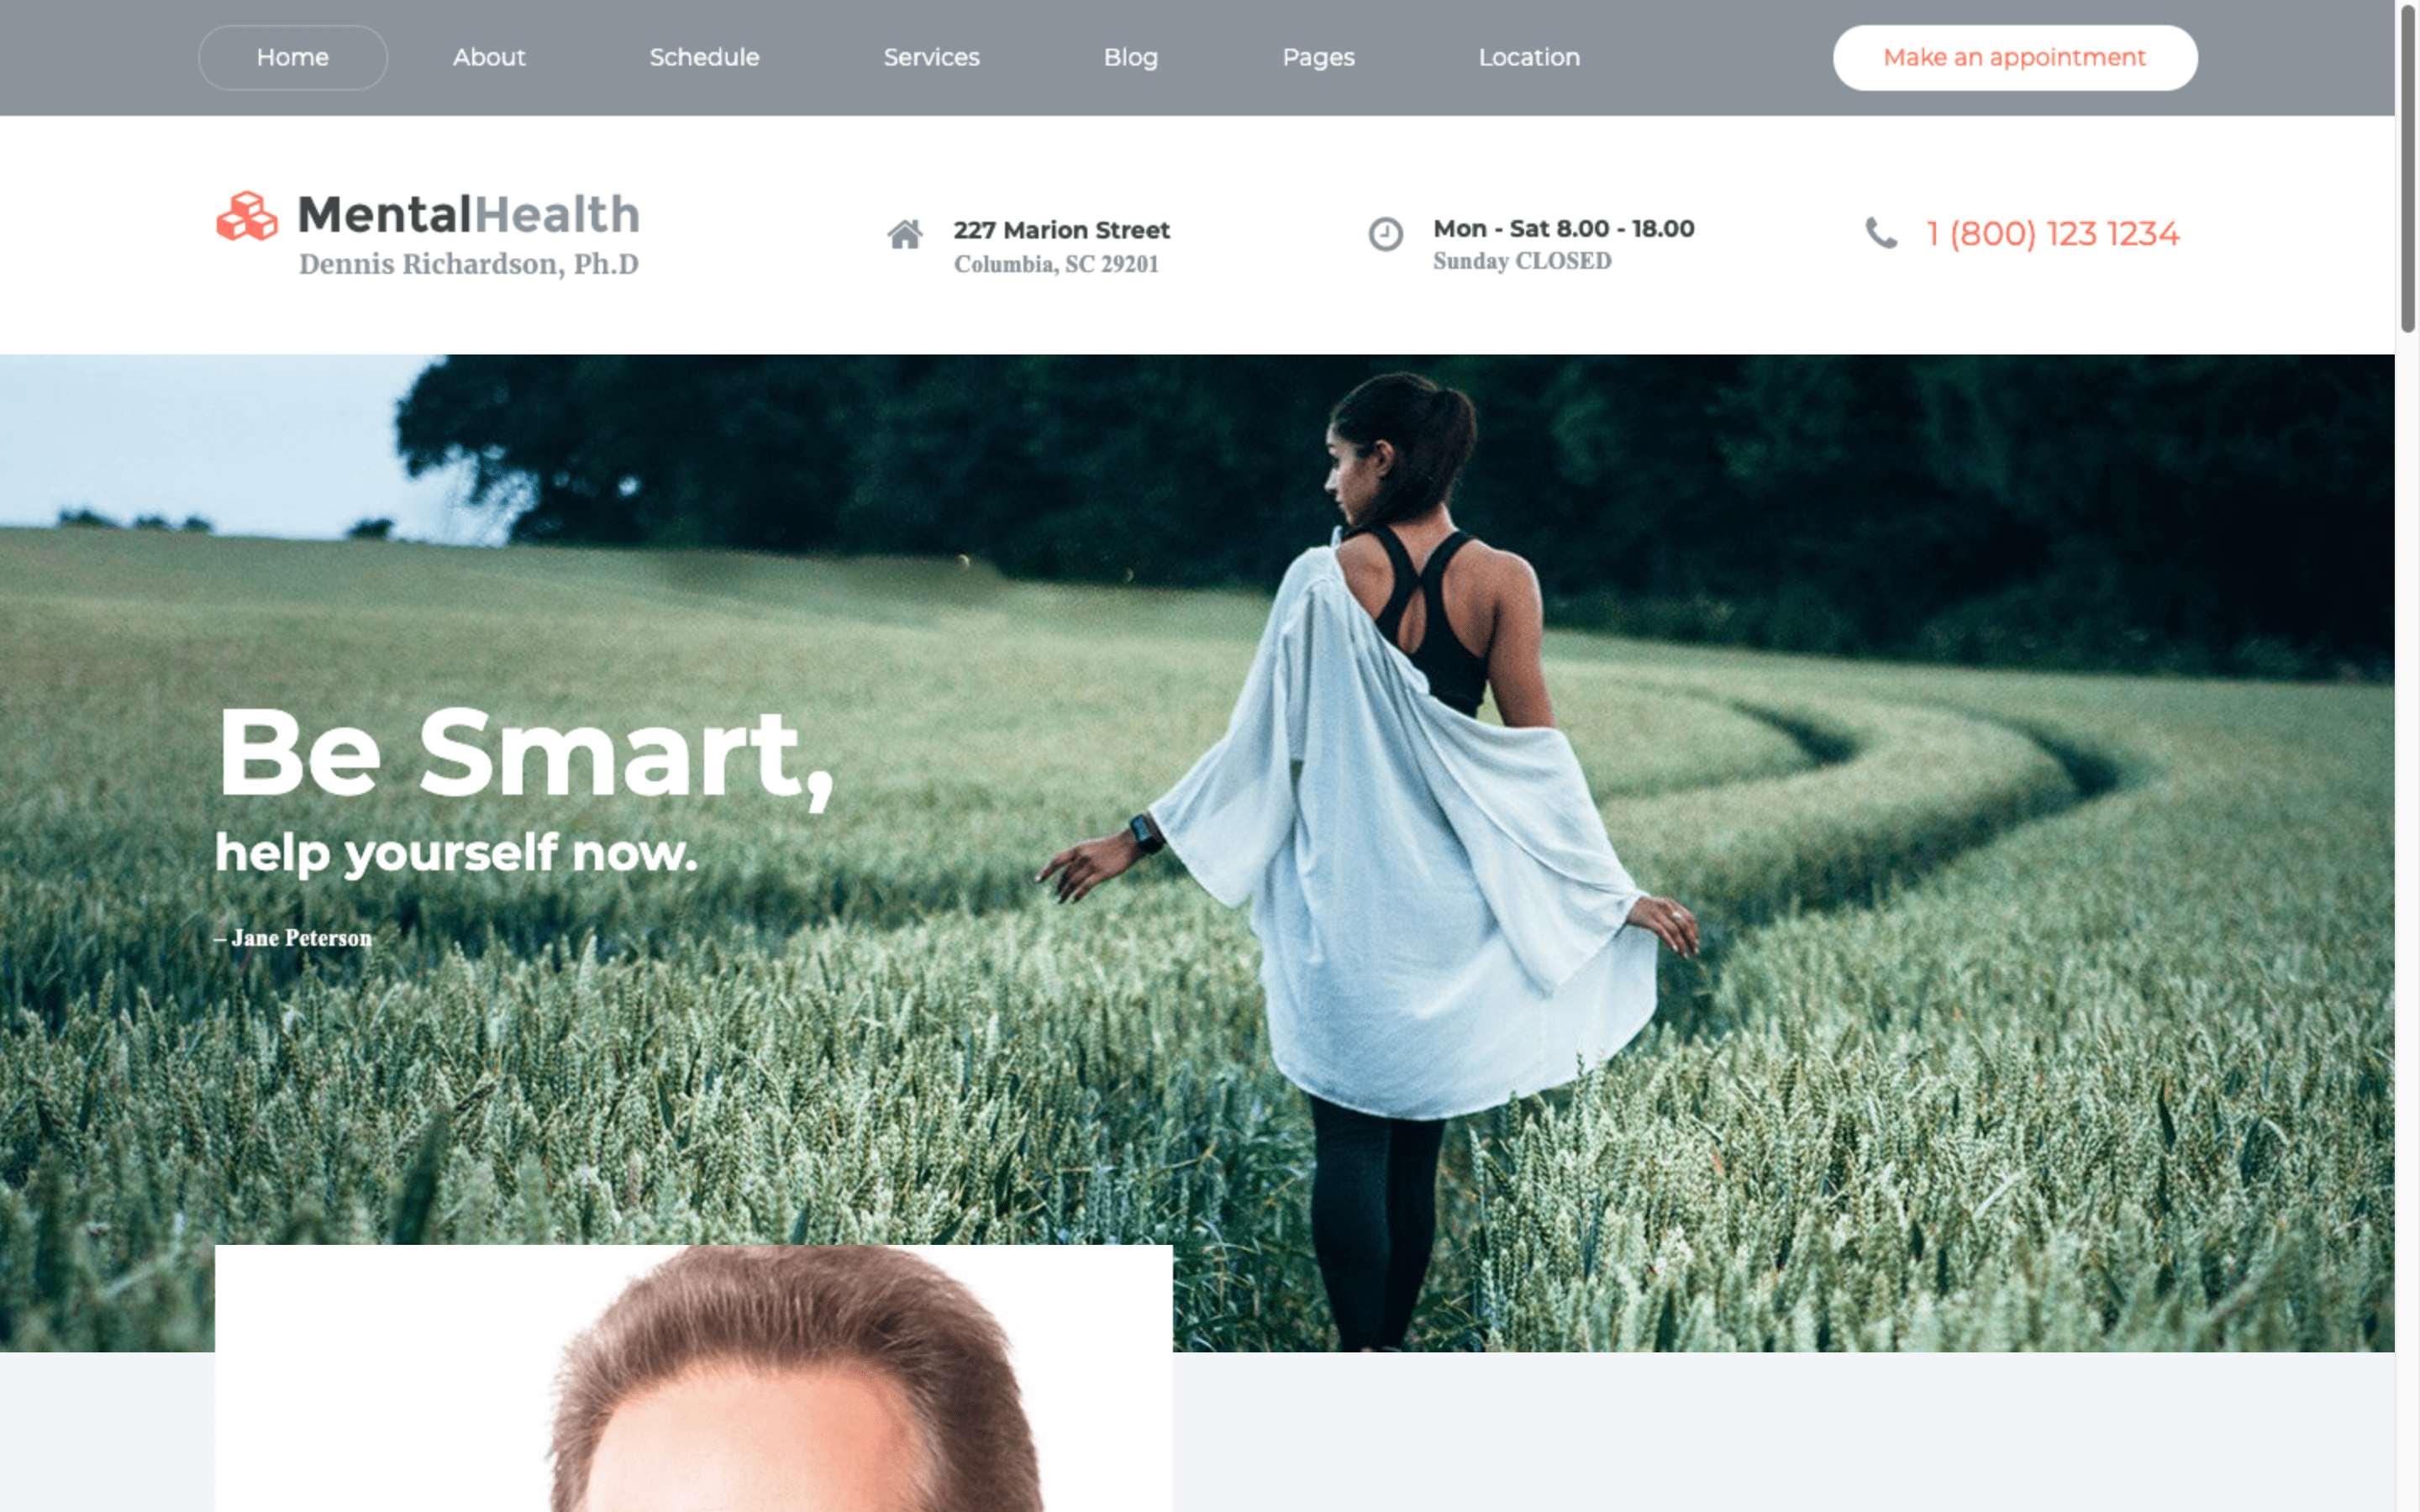 Home About Schedule Services Blog Pages Location Make an appointment
MentalHealth
Dennis Richardson, Ph.D
227 Marion Street
Columbia, SC 29201
Mon - Sat 8.00 - 18.00
Sunday CLOSED
1 (800) 123 1234
Be Smart,
help yourself now.
– Jane Peterson